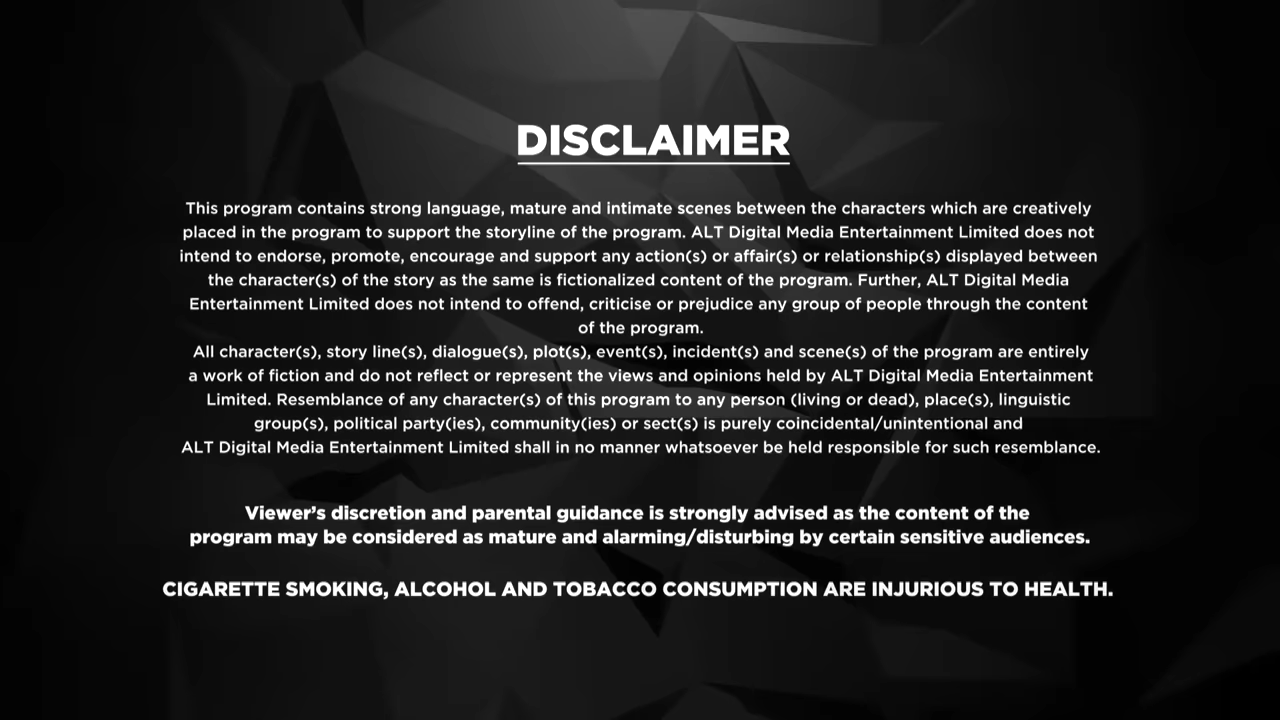 DISCLAIMER
This program contains strong language, mature and intimate scenes between the characters which are creatively
placed in the program to support the storyline of the program. ALT Digital Media Entertainment Limited does not
intend to endorse, promote, encourage and support any action(s) or affair(s) or relationship(s) displayed between
the character(s) of the story as the same is fictionalized content of the program. Further, ALT Digital Media
Entertainment Limited does not intend to offend, criticise or prejudice any group of people through the content
of the program.
All character(s), story line(s), dialogue(s), plot(s), event(s), incident(s) and scene(s) of the program are entirely
a work of fiction and do not reflect or represent the views and opinions held by ALT Digital Media Entertainment
Limited. Resemblance of any character(s) of this program to any person (living or dead), place(s), linguistic
group(s), political party(ies), community(ies) or sect(s) is purely coincidental/unintentional and
ALT Digital Media Entertainment Limited shall in no manner whatsoever be held responsible for such resemblance.
Viewer's discretion and parental guidance is strongly advised as the content of the
program may be considered as mature and alarming/disturbing by certain sensitive audiences.
CIGARETTE SMOKING, ALCOHOL AND TOBACCO CONSUMPTION ARE INJURIOUS TO HEALTH.